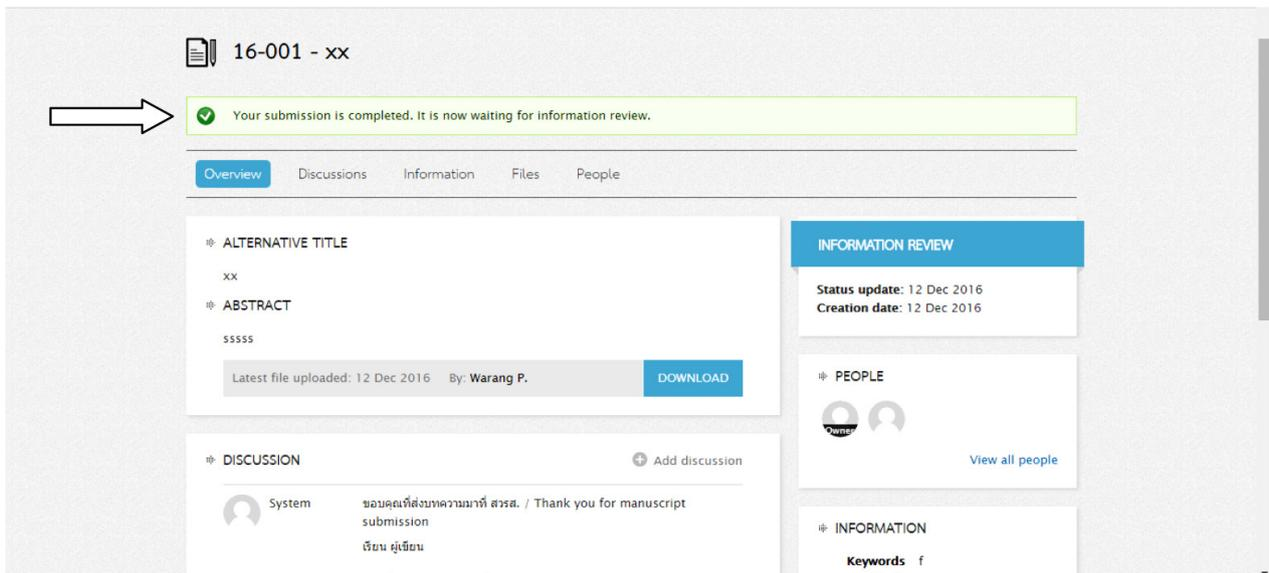 16-001 - xx
Your submission is completed. It is now waiting for information review.
Overview Discussions Information Files People
ALTERNATIVE TITLE
xx
ABSTRACT
sssss
Latest file uploaded: 12 Dec 2016 By: Warang P. DOWNLOAD
DISCUSSION Add discussion
System ขอบคุณที่ส่งบทความมาที่ สวรส. / Thank you for manuscript
submission
เรียน ผู้เขียน
INFORMATION REVIEW
Status update: 12 Dec 2016
Creation date: 12 Dec 2016
PEOPLE
Owner
View all people
INFORMATION
Keywords f